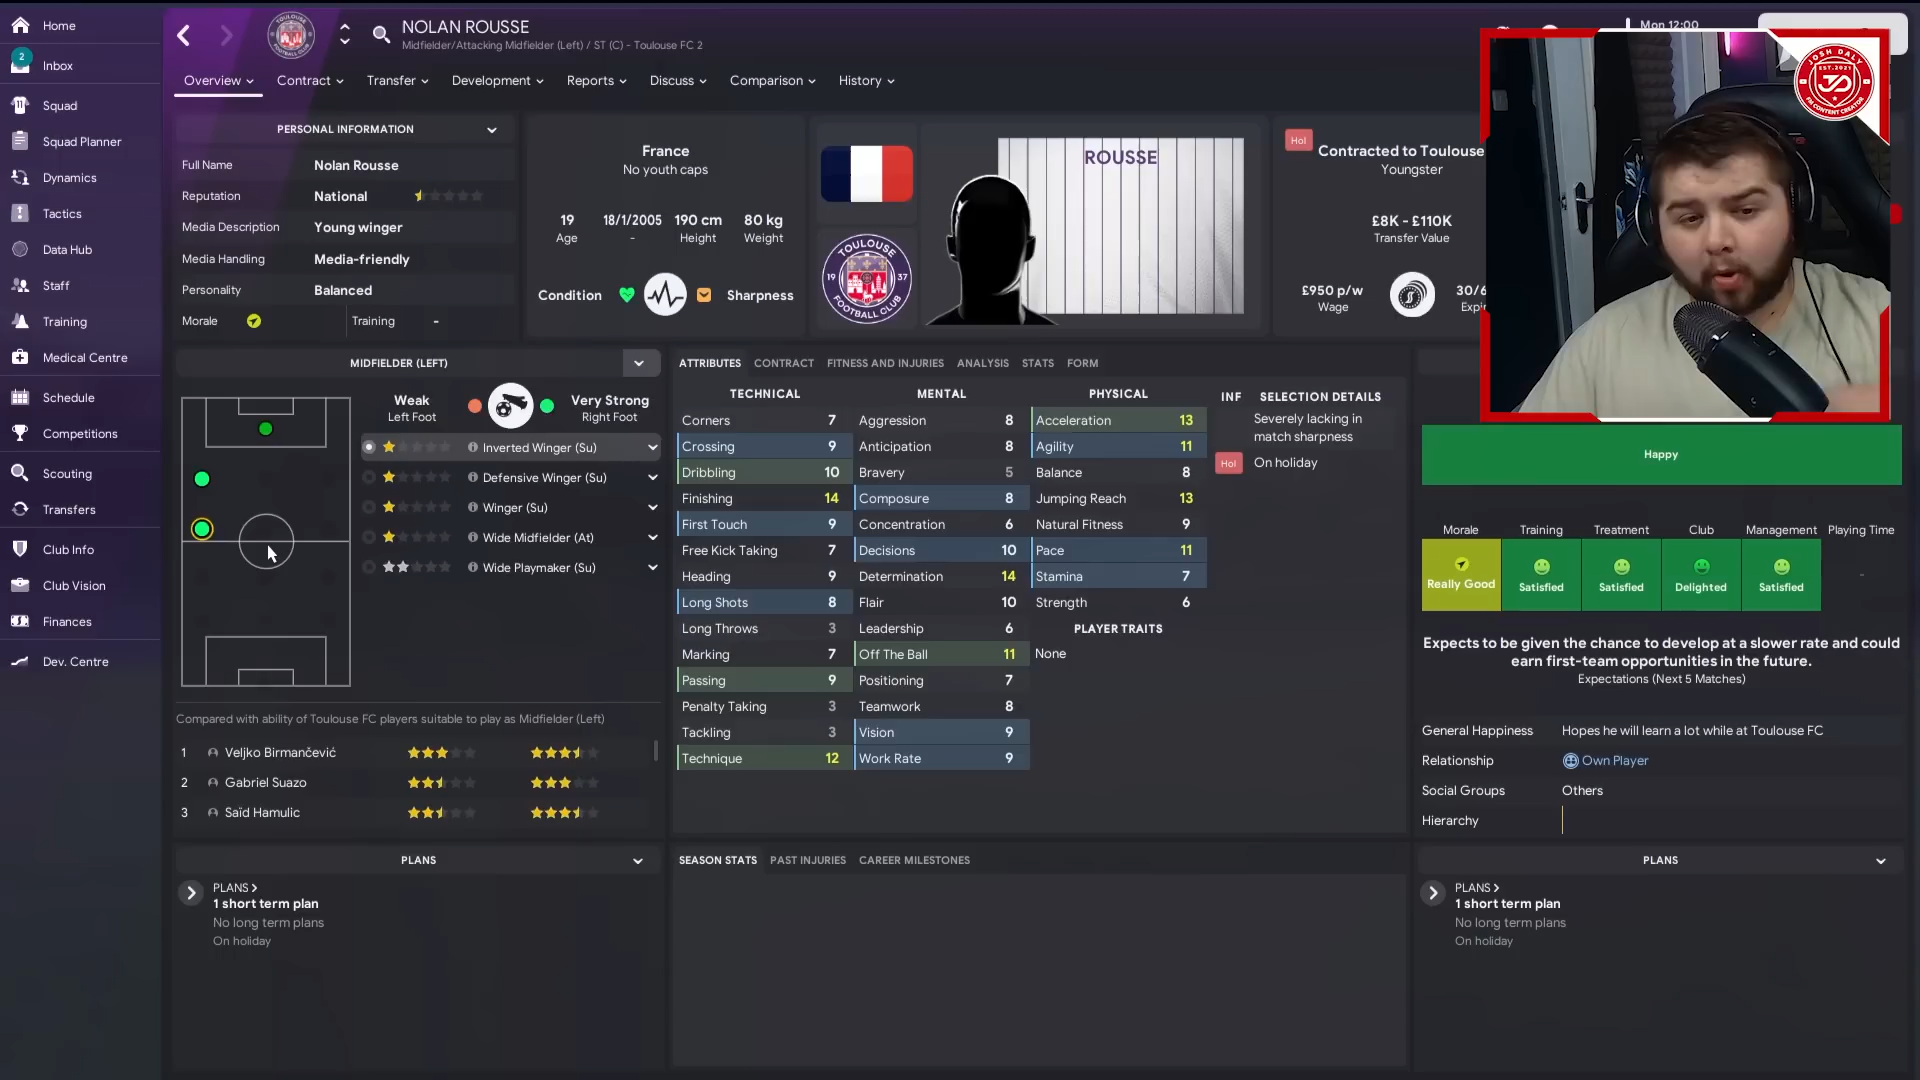 Home
2
Inbox
Squad
Squad Planner
Dynamics
Tactics
Data Hub
Staff
Training
Medical Centre
Schedule
Competitions
Scouting
Transfers
Club Info
Club Vision
Finances
Dev. Centre
NOLAN ROUSSE
Midfielder/Attacking Midfielder (Left) / ST (C) - Toulouse FC 2
Mon 12:00
Overview
Contract
Transfer
Development
Reports
Discuss
Comparison
History
PERSONAL INFORMATION
Full Name Nolan Rousse
Reputation National
Media Description Young winger
Media Handling Media-friendly
Personality Balanced
Morale Training -
France
No youth caps
19 18/1/2005 190 cm 80 kg
Age - Height Weight
Condition Sharpness
TOULOUSE
19 37
FOOTBALL CLUB
ROUSSE
Hol
Contracted to Toulouse
Youngster
£8K - £110K
Transfer Value
£950 p/w 30/6
Wage
JOSH DALY
EST.2021
JD
FM CONTENT CREATOR
MIDFIELDER (LEFT)
Weak Very Strong
Left Foot Right Foot
Inverted Winger (Su)
Defensive Winger (Su)
Winger (Su)
Wide Midfielder (At)
Wide Playmaker (Su)
Compared with ability of Toulouse FC players suitable to play as Midfielder (Left)
1 Veljko Birmančević
2 Gabriel Suazo
3 Saïd Hamulic
ATTRIBUTES CONTRACT FITNESS AND INJURIES ANALYSIS STATS FORM
TECHNICAL
Corners 7
Crossing 9
Dribbling 10
Finishing 14
First Touch 9
Free Kick Taking 7
Heading 9
Long Shots 8
Long Throws 3
Marking 7
Passing 9
Penalty Taking 3
Tackling 3
Technique 12
MENTAL
Aggression 8
Anticipation 8
Bravery 5
Composure 8
Concentration 6
Decisions 10
Determination 14
Flair 10
Leadership 6
Off The Ball 11
Positioning 7
Teamwork 8
Vision 9
Work Rate 9
PHYSICAL
Acceleration 13
Agility 11
Balance 8
Jumping Reach 13
Natural Fitness 9
Pace 11
Stamina 7
Strength 6
PLAYER TRAITS
None
INF SELECTION DETAILS
Severely lacking in
match sharpness
Hol On holiday
Happy
Morale Training Treatment Club Management Playing Time
Really Good Satisfied Satisfied Delighted Satisfied -
Expects to be given the chance to develop at a slower rate and could
earn first-team opportunities in the future.
Expectations (Next 5 Matches)
General Happiness Hopes he will learn a lot while at Toulouse FC
Relationship Own Player
Social Groups Others
Hierarchy
PLANS
PLANS
1 short term plan
No long term plans
On holiday
SEASON STATS PAST INJURIES CAREER MILESTONES
PLANS
PLANS
1 short term plan
No long term plans
On holiday